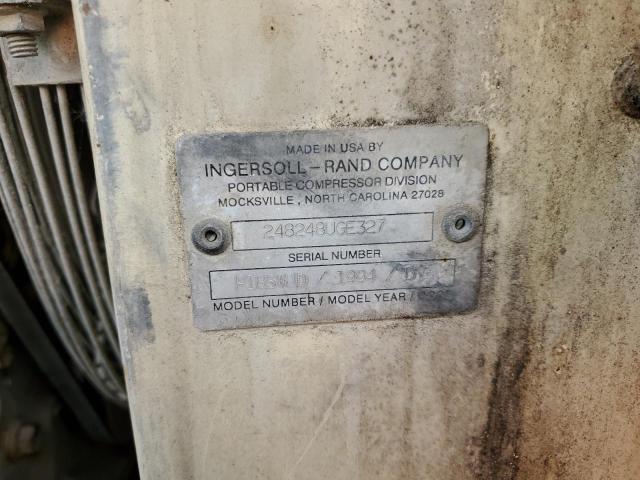 MADE IN USA BY
INGERSOLL-RAND COMPANY
PORTABLE COMPRESSOR DIVISION
MOCKSVILLE, NORTH CAROLINA 27028
248248UGE327
SERIAL NUMBER
/ 1994 /
MODEL NUMBER / MODEL YEAR /